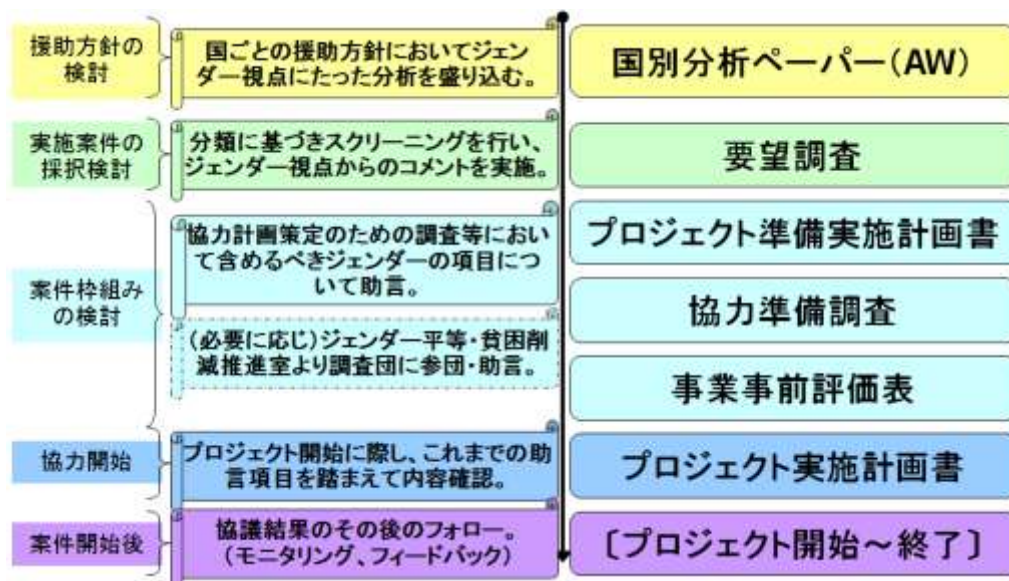 援助方針の
検討
国ごとの援助方針においてジェン
ダー視点にたった分析を盛り込む。
国別分析ペーパー(AW)
実施案件の
採択検討
分類に基づきスクリーニングを行い、
ジェンダー視点からのコメントを実施。
要望調査
案件枠組み
の検討
協力計画策定のための調査等におい
て含めるべきジェンダーの項目につ
いて助言。
(必要に応じ)ジェンダー平等・貧困削
減推進室より調査団に参団・助言。
プロジェクト準備実施計画書
協力準備調査
事業事前評価表
協力開始
プロジェクト開始に際し、これまでの助
言項目を踏まえて内容確認。
プロジェクト実施計画書
案件開始後
協議結果のその後のフォロー。
(モニタリング、フィードバック)
〔プロジェクト開始~終了〕